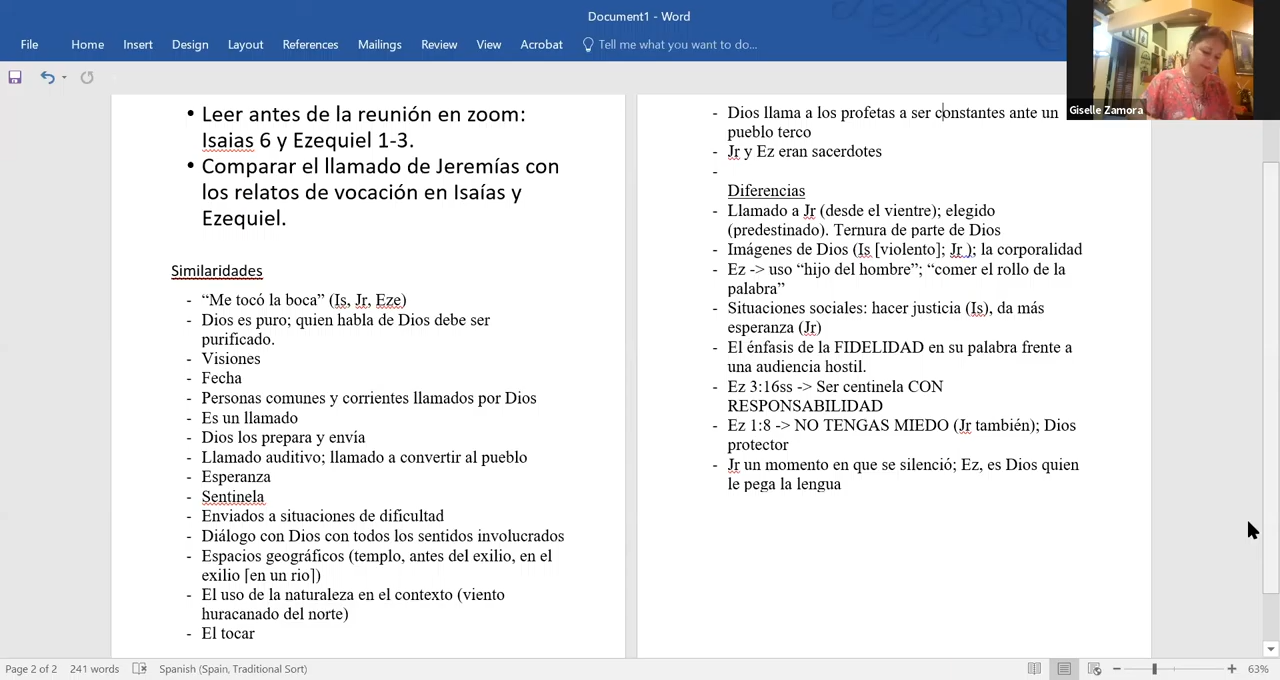 Document1 - Word
File Home Insert Design Layout References Mailings Review View Acrobat Tell me what you want to do...
Giselle Zamora
• Leer antes de la reunión en zoom:
Isaias 6 y Ezequiel 1-3.
• Comparar el llamado de Jeremías con
los relatos de vocación en Isaías y
Ezequiel.
Similaridades
- “Me tocó la boca” (Is, Jr, Eze)
- Dios es puro; quien habla de Dios debe ser
purificado.
- Visiones
- Fecha
- Personas comunes y corrientes llamados por Dios
- Es un llamado
- Dios los prepara y envía
- Llamado auditivo; llamado a convertir al pueblo
- Esperanza
- Sentinela
- Enviados a situaciones de dificultad
- Diálogo con Dios con todos los sentidos involucrados
- Espacios geográficos (templo, antes del exilio, en el
exilio [en un rio])
- El uso de la naturaleza en el contexto (viento
huracanado del norte)
- El tocar
- Dios llama a los profetas a ser constantes ante un
pueblo terco
- Jr y Ez eran sacerdotes
-
Diferencias
- Llamado a Jr (desde el vientre); elegido
(predestinado). Ternura de parte de Dios
- Imágenes de Dios (Is [violento]; Jr ); la corporalidad
- Ez -> uso “hijo del hombre”; “comer el rollo de la
palabra”
- Situaciones sociales: hacer justicia (Is), da más
esperanza (Jr)
- El énfasis de la FIDELIDAD en su palabra frente a
una audiencia hostil.
- Ez 3:16ss -> Ser centinela CON
RESPONSABILIDAD
- Ez 1:8 -> NO TENGAS MIEDO (Jr también); Dios
protector
- Jr un momento en que se silenció; Ez, es Dios quien
le pega la lengua
Page 2 of 2 241 words Spanish (Spain, Traditional Sort) 63%